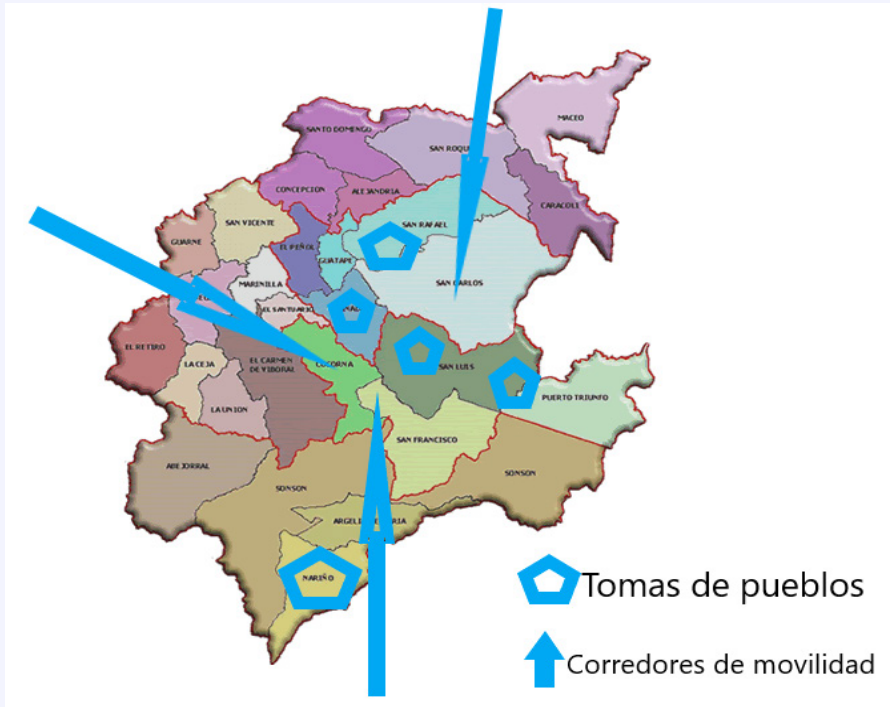 MACEO
SANTO DOMINGO
SAN ROQUE
CONCEPCION
ALEJANDRIA
CARACOLI
SAN RAFAEL
SAN VICENTE
GUARNE
EL PEÑOL
GUATAPE
MARINILLA
SAN CARLOS
EL SANTUARIO
EL RETIRO
LA CEJA
EL CARMEN
DE VIBORAL
COCORNA
SAN LUIS
PUERTO TRIUNFO
LA UNION
SAN FRANCISCO
ABEJORRAL
SONSON
SONSON
NARIÑO
Tomas de pueblos
Corredores de movilidad